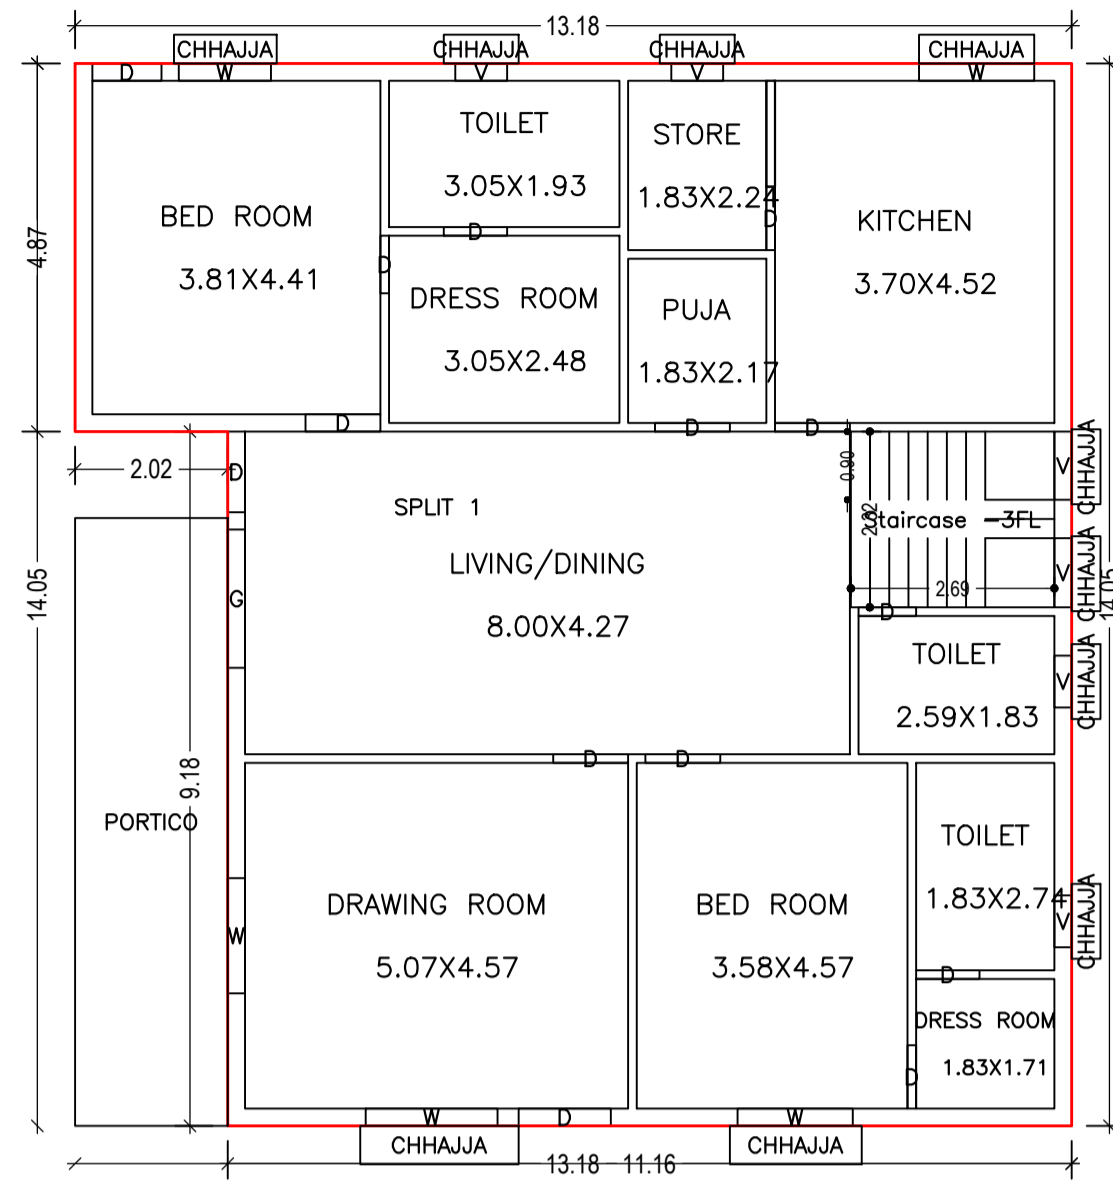 13.18
CHHAJJA CHHAJJA CHHAJJA CHHAJJA
D W V V W
TOILET
3.05X1.93
STORE
1.83X2.24
D
BED ROOM
3.81X4.41
KITCHEN
3.70X4.52
4.87
D
D
DRESS ROOM
3.05X2.48
PUJA
1.83X2.17
D D D
2.02
D
0.90
V CHHAJJA
SPLIT 1
2.82
Staircase -3FL
LIVING/DINING
8.00X4.27
14.05
G
2.69
V CHHAJJA
14.05
D
TOILET
2.59X1.83
V CHHAJJA
D D
9.18
PORTICO
TOILET
1.83X2.74
V CHHAJJA
W
DRAWING ROOM
5.07X4.57
BED ROOM
3.58X4.57
D
DRESS ROOM
1.83X1.71
D
W D W
CHHAJJA CHHAJJA
13.18 11.16